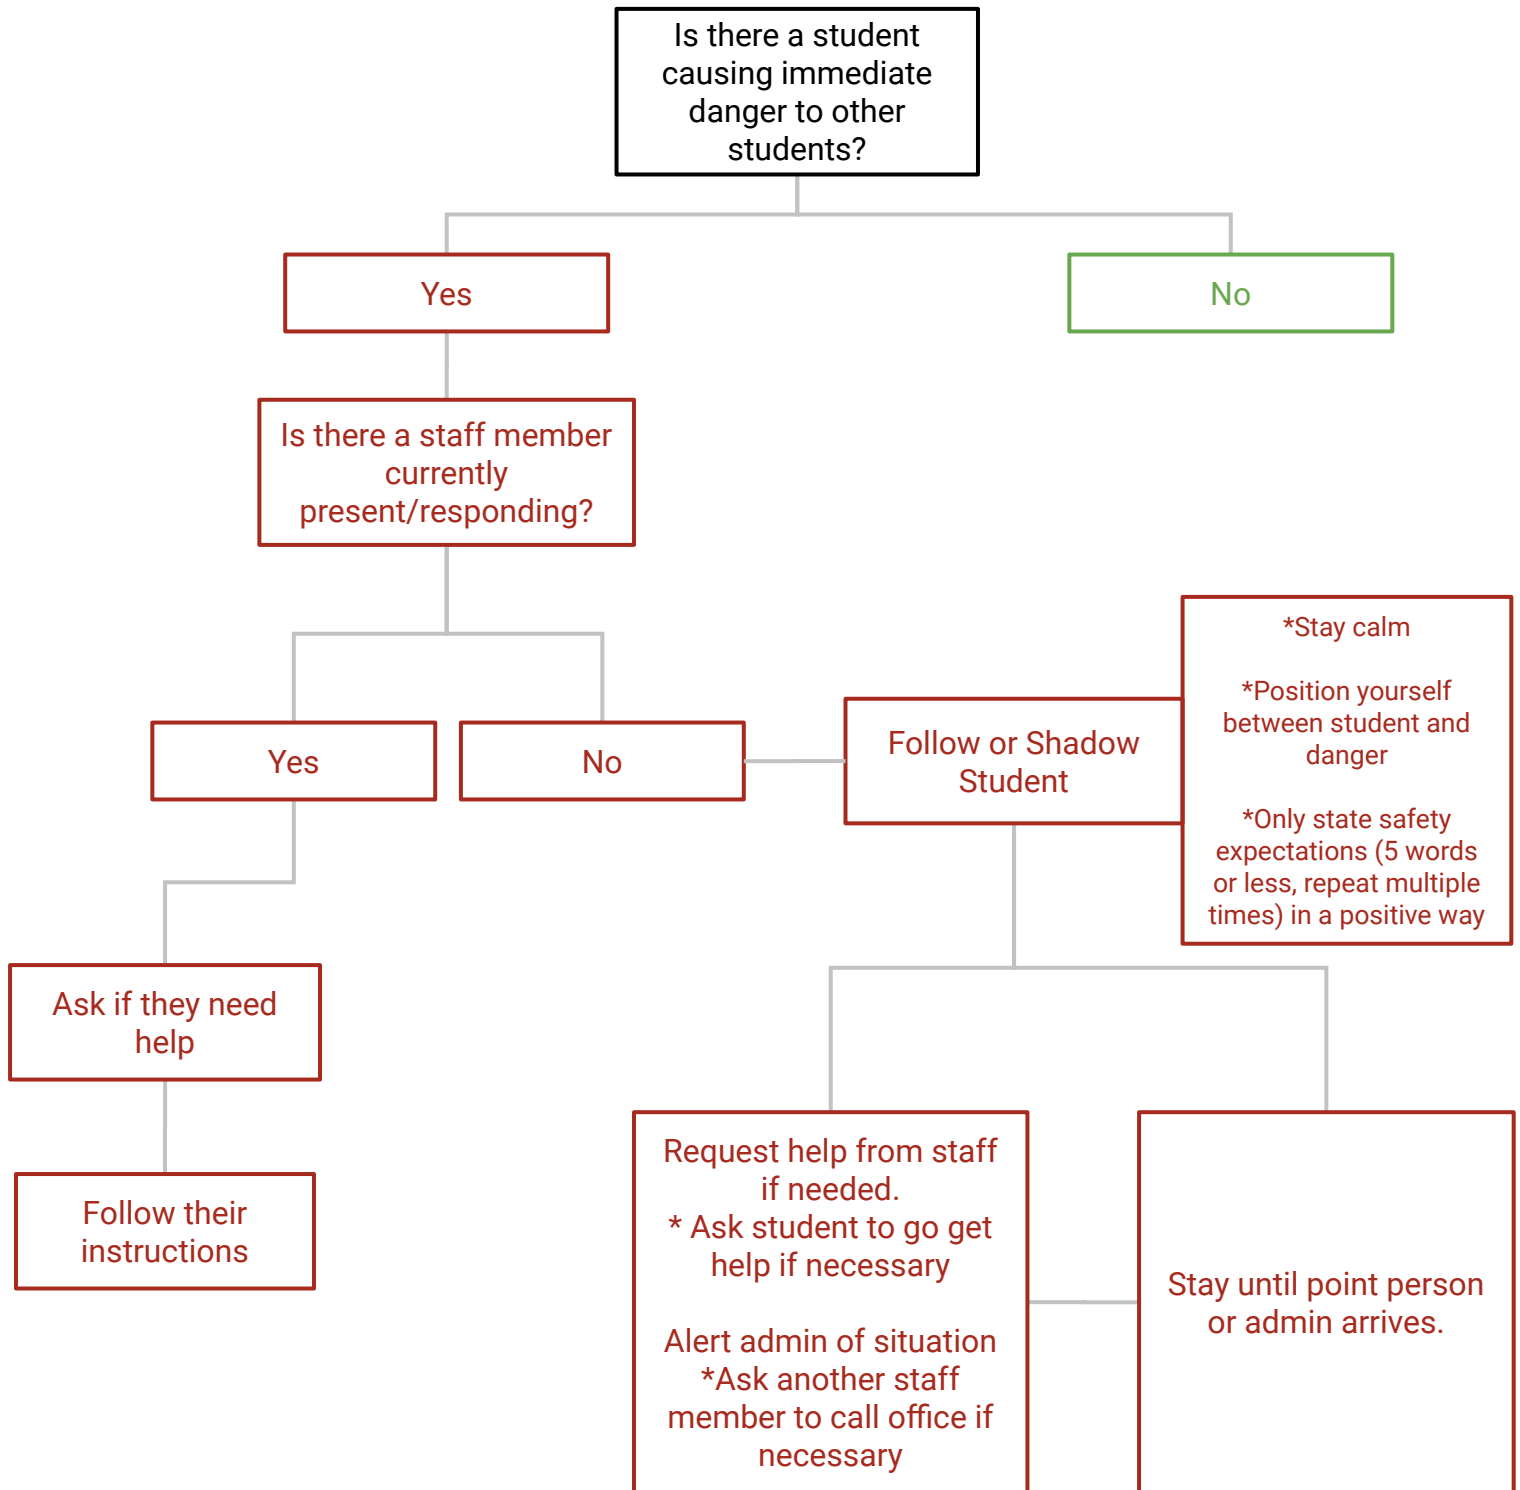 Is there a student
causing immediate
danger to other
students?
Yes
No
Is there a staff member
currently
present/responding?
Yes
No
Follow or Shadow
Student
*Stay calm
*Position yourself
between student and
danger
*Only state safety
expectations (5 words
or less, repeat multiple
times) in a positive way
Ask if they need
help
Follow their
instructions
Request help from staff
if needed.
* Ask student to go get
help if necessary
Alert admin of situation
*Ask another staff
member to call office if
necessary
Stay until point person
or admin arrives.